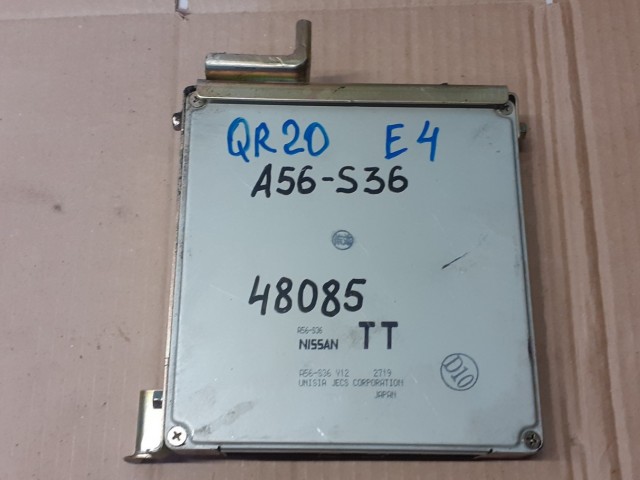 QR20 E4
A56-S36
48085
A56-S36
NISSAN TT
A56-S36 V12 2719
UNISIA JECS CORPORATION
JAPAN
D10